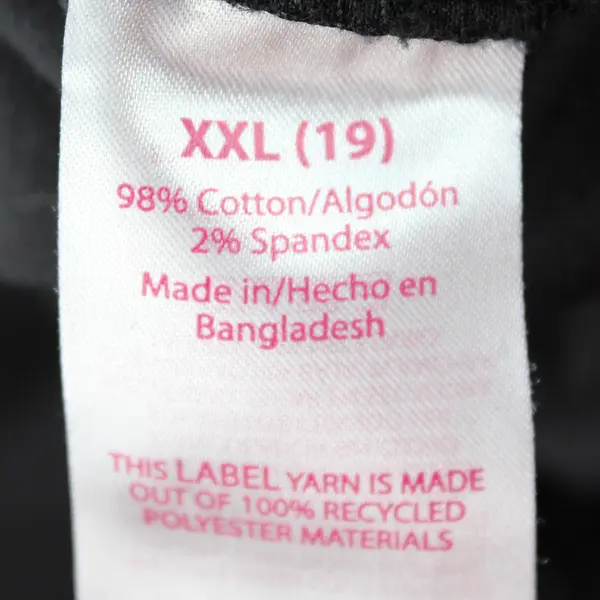 XXL (19)
98% Cotton/Algodón
2% Spandex
Made in/Hecho en
Bangladesh
THIS LABEL YARN IS MADE
OUT OF 100% RECYCLED
POLYESTER MATERIALS